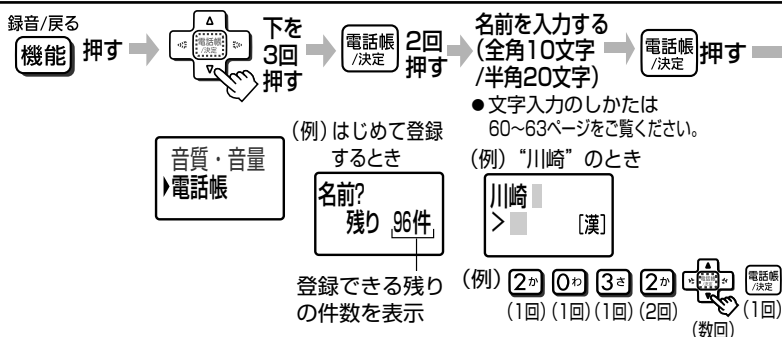 録音/戻る
機能 押す
下を
3回
押す
電話帳
/決定
2回
押す
名前を入力する
(全角10文字
/半角20文字)
電話帳
/決定
押す
●文字入力のしかたは
60~63ページをご覧ください。
音質・音量
電話帳
(例)はじめて登録
するとき
名前?
残り 96件
登録できる残り
の件数を表示
(例)“川崎”のとき
川崎
> [漢]
(例) 2か 0わ 3さ 2か 電話帳/決定
(1回)(1回)(1回)(2回) (数回) (1回)